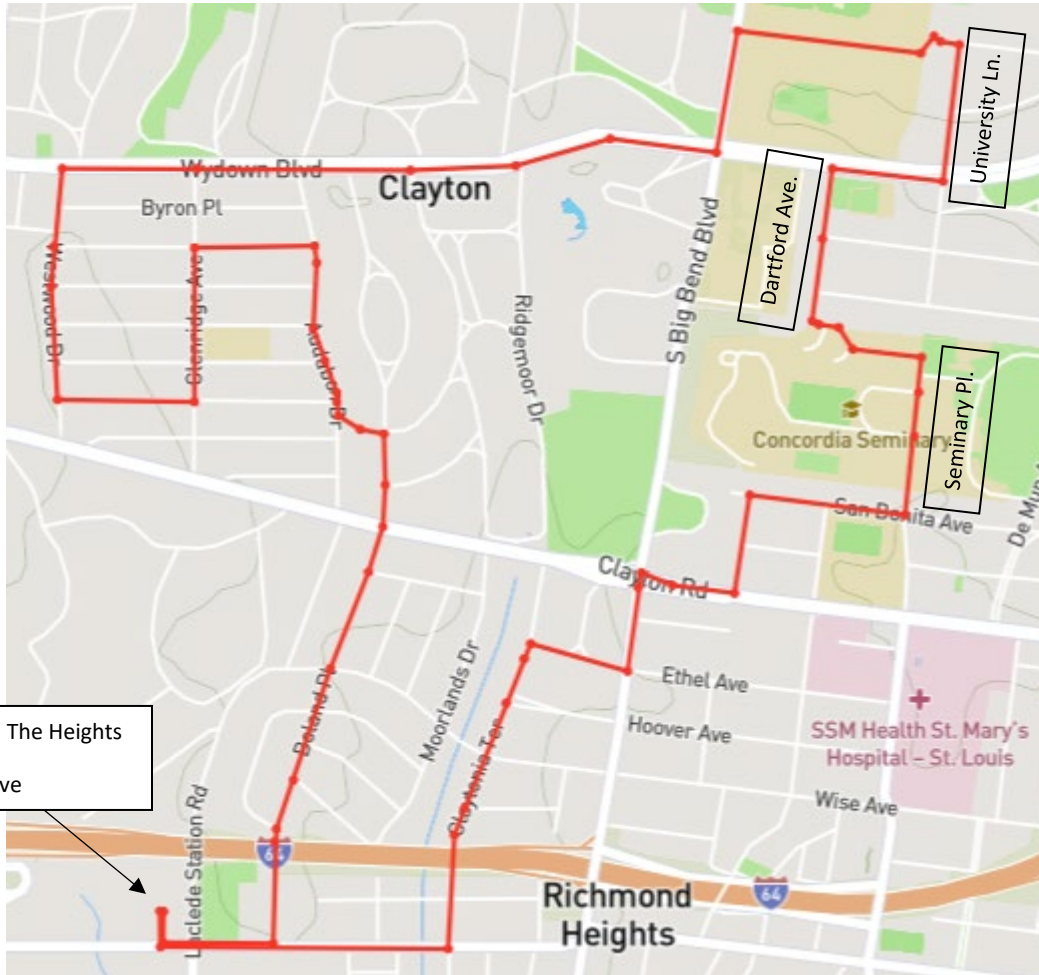 University Ln.
Wydown Blvd
Clayton
Byron Pl
Dartford Ave.
S Big Bend Blvd
Westwood Dr
Glenridge Ave
Audubon Dr
Ridgemoor Dr
Seminary Pl.
Concordia Seminary
San Bonita Ave
De Mun A
Clayton Rd
Ethel Ave
Hoover Ave
SSM Health St. Mary's
Hospital – St. Louis
Wise Ave
Moorlands Dr
Boland Pl
Claytonia Ter
The Heights
ve
Laclede Station Rd
64
64
Richmond
Heights